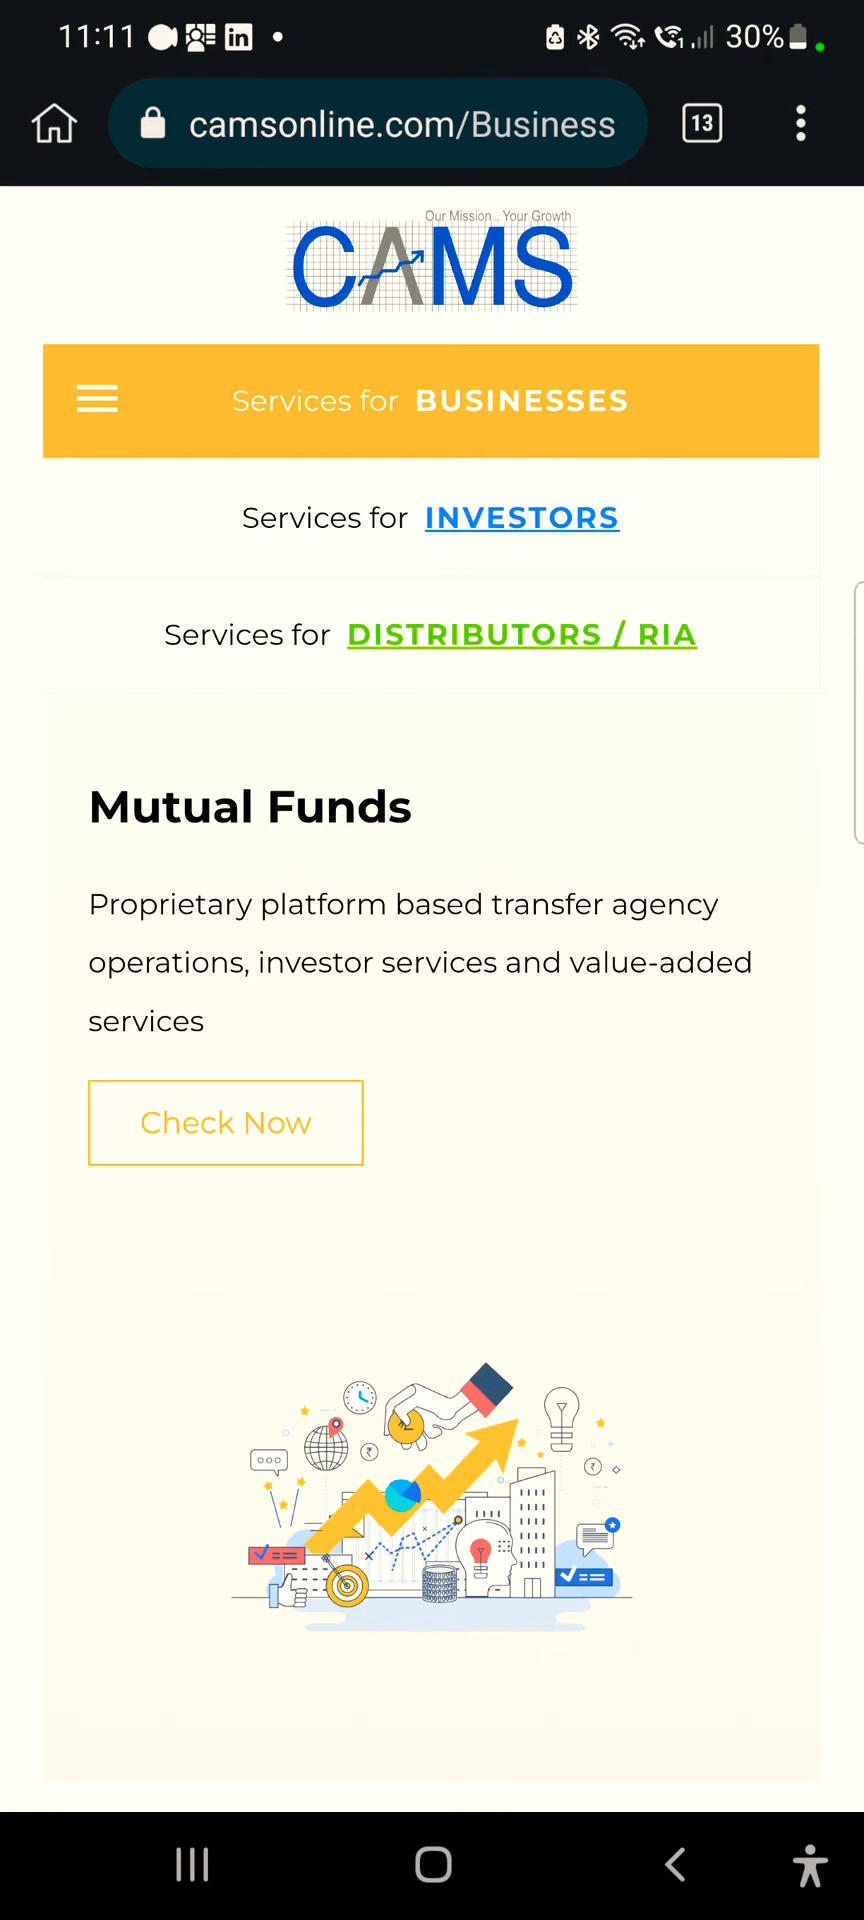 11:11
30%
camsonline.com/Business
13
Our Mission... Your Growth
CAMS
Services for BUSINESSES
Services for INVESTORS
Services for DISTRIBUTORS / RIA
Mutual Funds
Proprietary platform based transfer agency
operations, investor services and value-added
services
Check Now